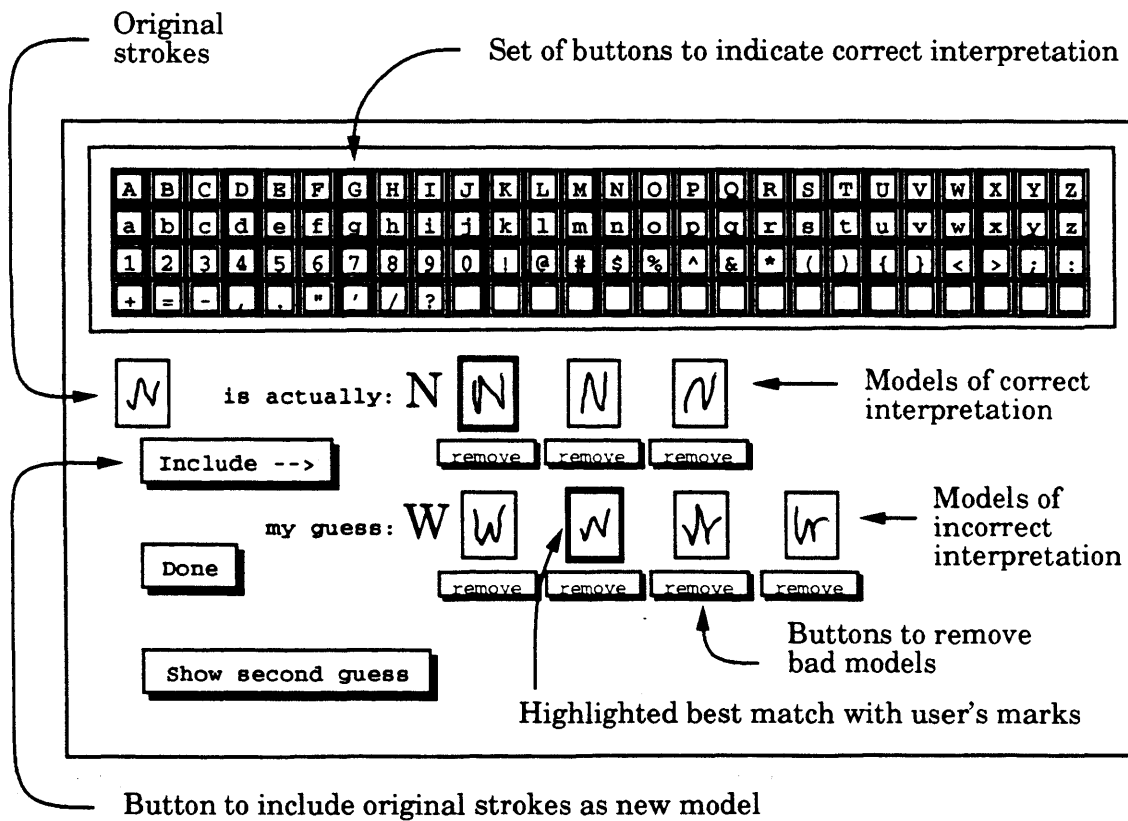 Original
strokes
Set of buttons to indicate correct interpretation
A B C D E F G H I J K L M N O P Q R S T U V W X Y Z
a b c d e f g h i j k l m n o p q r s t u v w x y z
1 2 3 4 5 6 7 8 9 0 ! @ # $ % ^ & * ( ) { } < > ; :
+ = - , . " ' / ?
N is actually: N N N N
Models of correct
interpretation
remove remove remove
Include -->
my guess: W W W W W
Models of
incorrect
interpretation
Done
remove remove remove remove
Buttons to remove
bad models
Show second guess
Highlighted best match with user's marks
Button to include original strokes as new model